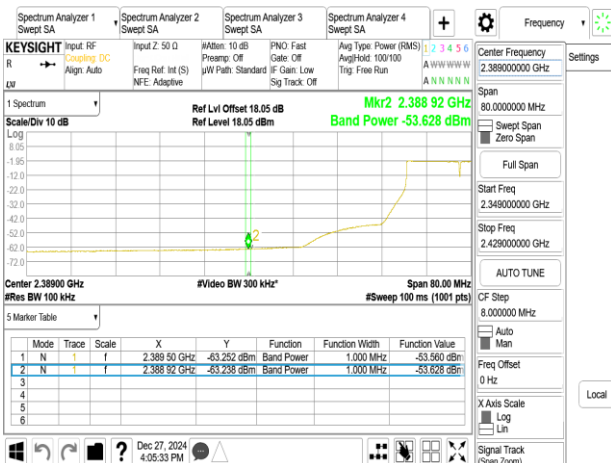 Spectrum Analyzer 1
Swept SA
Spectrum Analyzer 2
Swept SA
Spectrum Analyzer 3
Swept SA
Spectrum Analyzer 4
Swept SA
+
Frequency
KEYSIGHT
R
LXI
Input: RF
Coupling: DC
Align: Auto
Input Z: 50 Ω
Freq Ref: Int (S)
NFE: Adaptive
#Atten: 10 dB
Preamp: Off
µW Path: Standard
PNO: Fast
Gate: Off
IF Gain: Low
Sig Track: Off
Avg Type: Power (RMS)
Avg|Hold: 100/100
Trig: Free Run
1 2 3 4 5 6
A W W W W W
A N N N N N
1 Spectrum
Scale/Div 10 dB
Ref Lvl Offset 18.05 dB
Ref Level 18.05 dBm
Mkr2 2.388 92 GHz
Band Power -53.628 dBm
Log
8.05
-1.95
-12.0
-22.0
-32.0
-42.0
-52.0
-62.0
-72.0
2
Center 2.38900 GHz
#Res BW 100 kHz
#Video BW 300 kHz*
Span 80.00 MHz
#Sweep 100 ms (1001 pts)
5 Marker Table
Mode Trace Scale X Y Function Function Width Function Value
1 N 1 f 2.389 50 GHz -63.252 dBm Band Power 1.000 MHz -53.560 dBm
2 N 1 f 2.388 92 GHz -63.238 dBm Band Power 1.000 MHz -53.628 dBm
3
4
5
6
?
Dec 27, 2024
4:05:33 PM
Center Frequency
2.389000000 GHz
Span
80.0000000 MHz
Swept Span
Zero Span
Full Span
Start Freq
2.349000000 GHz
Stop Freq
2.429000000 GHz
AUTO TUNE
CF Step
8.000000 MHz
Auto
Man
Freq Offset
0 Hz
X Axis Scale
Log
Lin
Signal Track
(Span Zoom)
Settings
Local